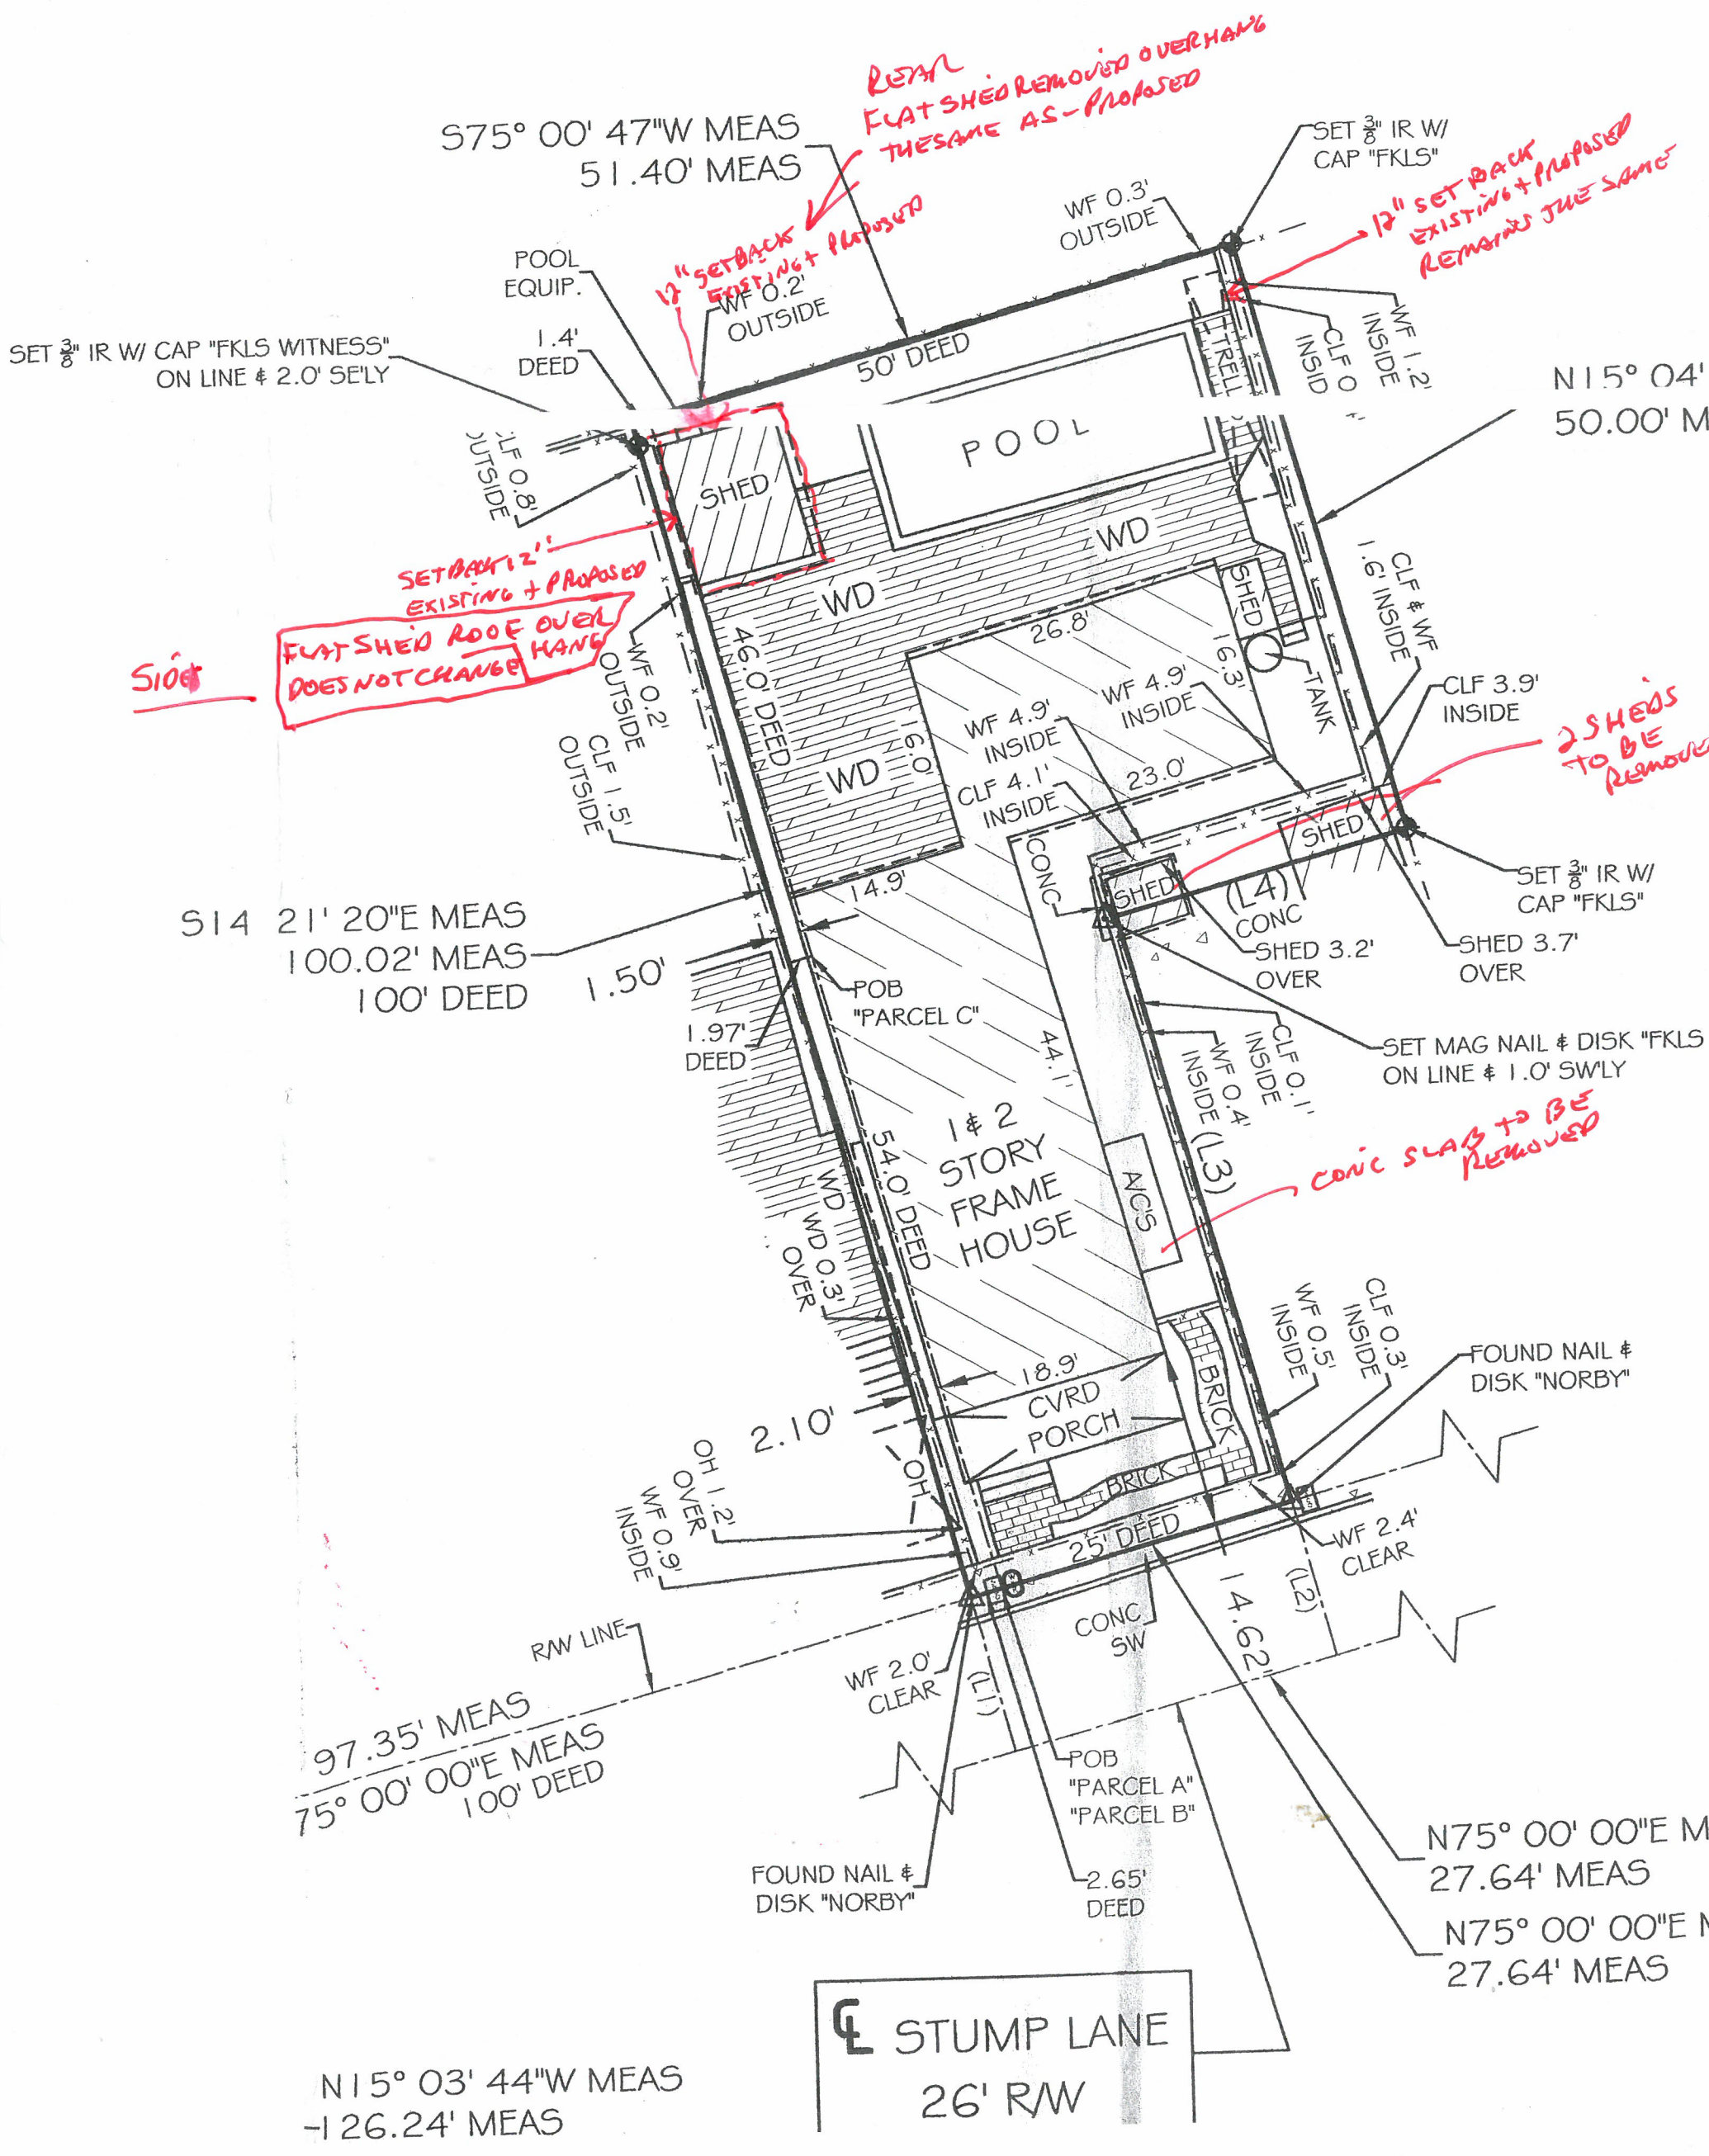 REAR
FLAT SHED REMOVED OVERHANG
THE SAME AS-PROPOSED
S75° 00' 47"W MEAS
51.40' MEAS
SET 3/8" IR W/
CAP "FKLS"
12" SET BACK
EXISTING + PROPOSED
REMAINS THE SAME
WF 0.3'
OUTSIDE
12" SETBACK
EXISTING + PROPOSED
POOL
EQUIP.
WF 0.2'
OUTSIDE
1.4'
DEED
SET 3/8" IR W/ CAP "FKLS WITNESS"
ON LINE & 2.0' SE'LY
50' DEED
TRELL
CLF 0
INSID
WF 1.2'
INSIDE
N15° 04'
50.00' M
CLF 0.8'
OUTSIDE
SHED
POOL
WD
WD
SETBACK 12"
EXISTING + PROPOSED
FLAT SHED ROOF OVER
HANG
DOES NOT CHANGE
Side
SHED
CLF & WF
1.6' INSIDE
26.8'
16.3'
TANK
46.0' DEED
WF 0.2'
OUTSIDE
CLF 1.5'
OUTSIDE
WD
16.0'
WF 4.9'
INSIDE
WF 4.9'
INSIDE
CLF 4.1'
INSIDE
23.0'
CLF 3.9'
INSIDE
2 SHEDS
TO BE
REMOVE
SHED
CONC
SHED
(L4)
CONC
SET 3/8" IR W/
CAP "FKLS"
14.9'
SHED 3.2'
OVER
SHED 3.7'
OVER
S14 21' 20"E MEAS
100.02' MEAS
100' DEED
1.50'
POB
"PARCEL C"
1.97'
DEED
44.1'
CLF 0.1'
INSIDE
WF 0.4'
INSIDE
(L3)
SET MAG NAIL & DISK "FKLS
ON LINE & 1.0' SW'LY
CONC SLAB TO BE
REMOVED
1 & 2
STORY
FRAME
HOUSE
A/C'S
54.0' DEED
WD
WD 0.3'
OVER
WF 0.5'
INSIDE
CLF 0.3'
INSIDE
FOUND NAIL &
DISK "NORBY"
18.9'
CVRD
PORCH
BRICK
BRICK
2.10'
OH
OH 1.2'
OVER
WF 0.9'
INSIDE
25' DEED
WF 2.4'
CLEAR
(L2)
14.62'
CONC
SW
R/W LINE
WF 2.0'
CLEAR
(L1)
97.35' MEAS
75° 00' 00"E MEAS
100' DEED
POB
"PARCEL A"
"PARCEL B"
N75° 00' 00"E M
27.64' MEAS
FOUND NAIL &
DISK "NORBY"
2.65'
DEED
N75° 00' 00"E
27.64' MEAS
CL STUMP LANE
26' R/W
N15° 03' 44"W MEAS
-126.24' MEAS